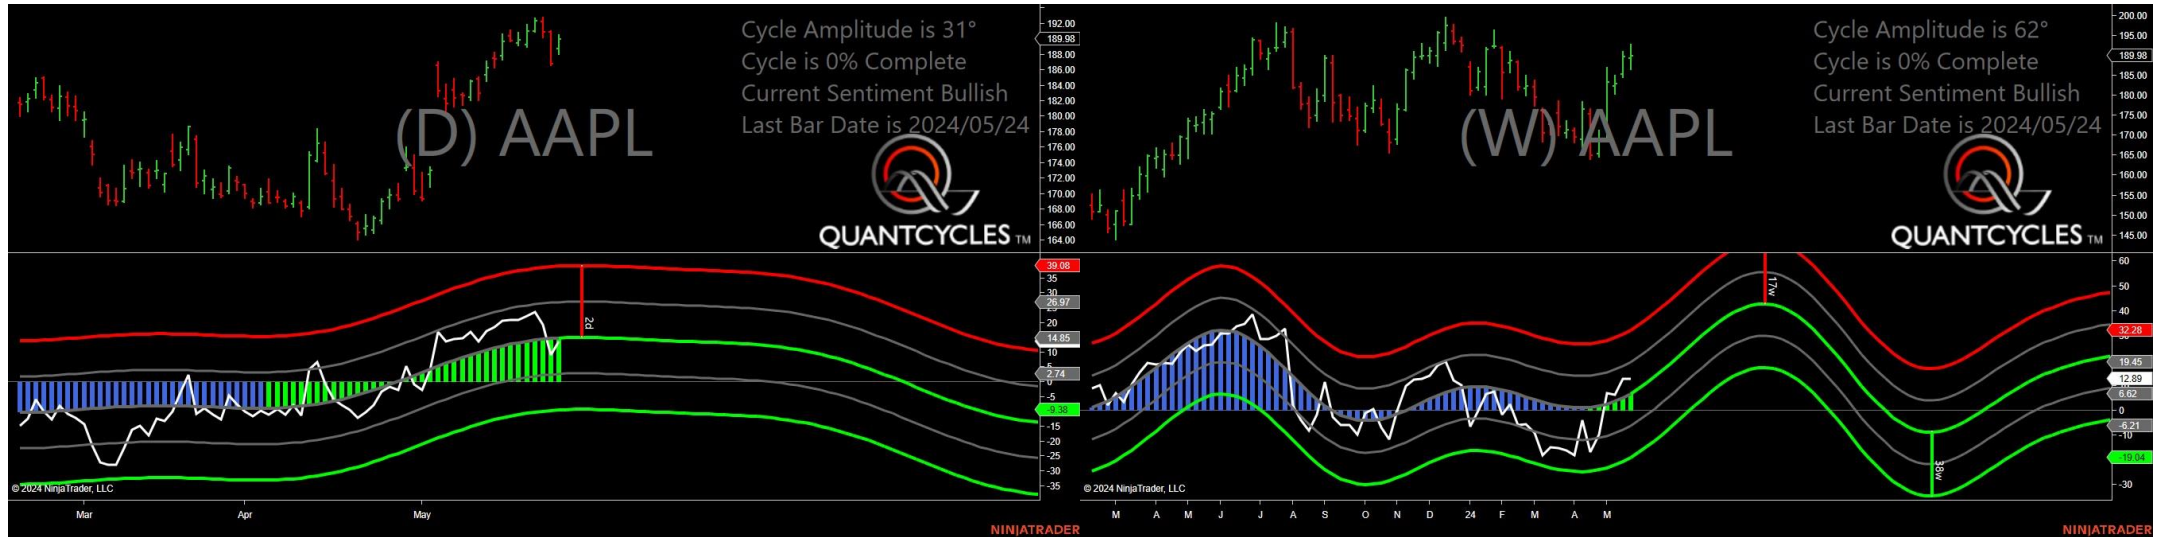 Cycle Amplitude is 31°
Cycle is 0% Complete
Current Sentiment Bullish
Last Bar Date is 2024/05/24
(D) AAPL
QUANTCYCLES TM
192.00
189.98
188.00
186.00
184.00
182.00
180.00
178.00
176.00
174.00
172.00
170.00
168.00
166.00
164.00
39.08
35
30
26.97
20
14.85
10
2.74
0
-5
-9.38
-15
-20
-25
-30
-35
2d
© 2024 NinjaTrader, LLC
Mar Apr May
NINJATRADER
Cycle Amplitude is 62°
Cycle is 0% Complete
Current Sentiment Bullish
Last Bar Date is 2024/05/24
(W) AAPL
QUANTCYCLES TM
200.00
195.00
189.98
185.00
180.00
175.00
170.00
165.00
160.00
155.00
150.00
145.00
60
50
40
32.28
19.45
12.89
6.62
0
-6.21
-10
-19.04
-30
17w
38w
© 2024 NinjaTrader, LLC
M A M J J A S O N D 24 F M A M
NINJATRADER